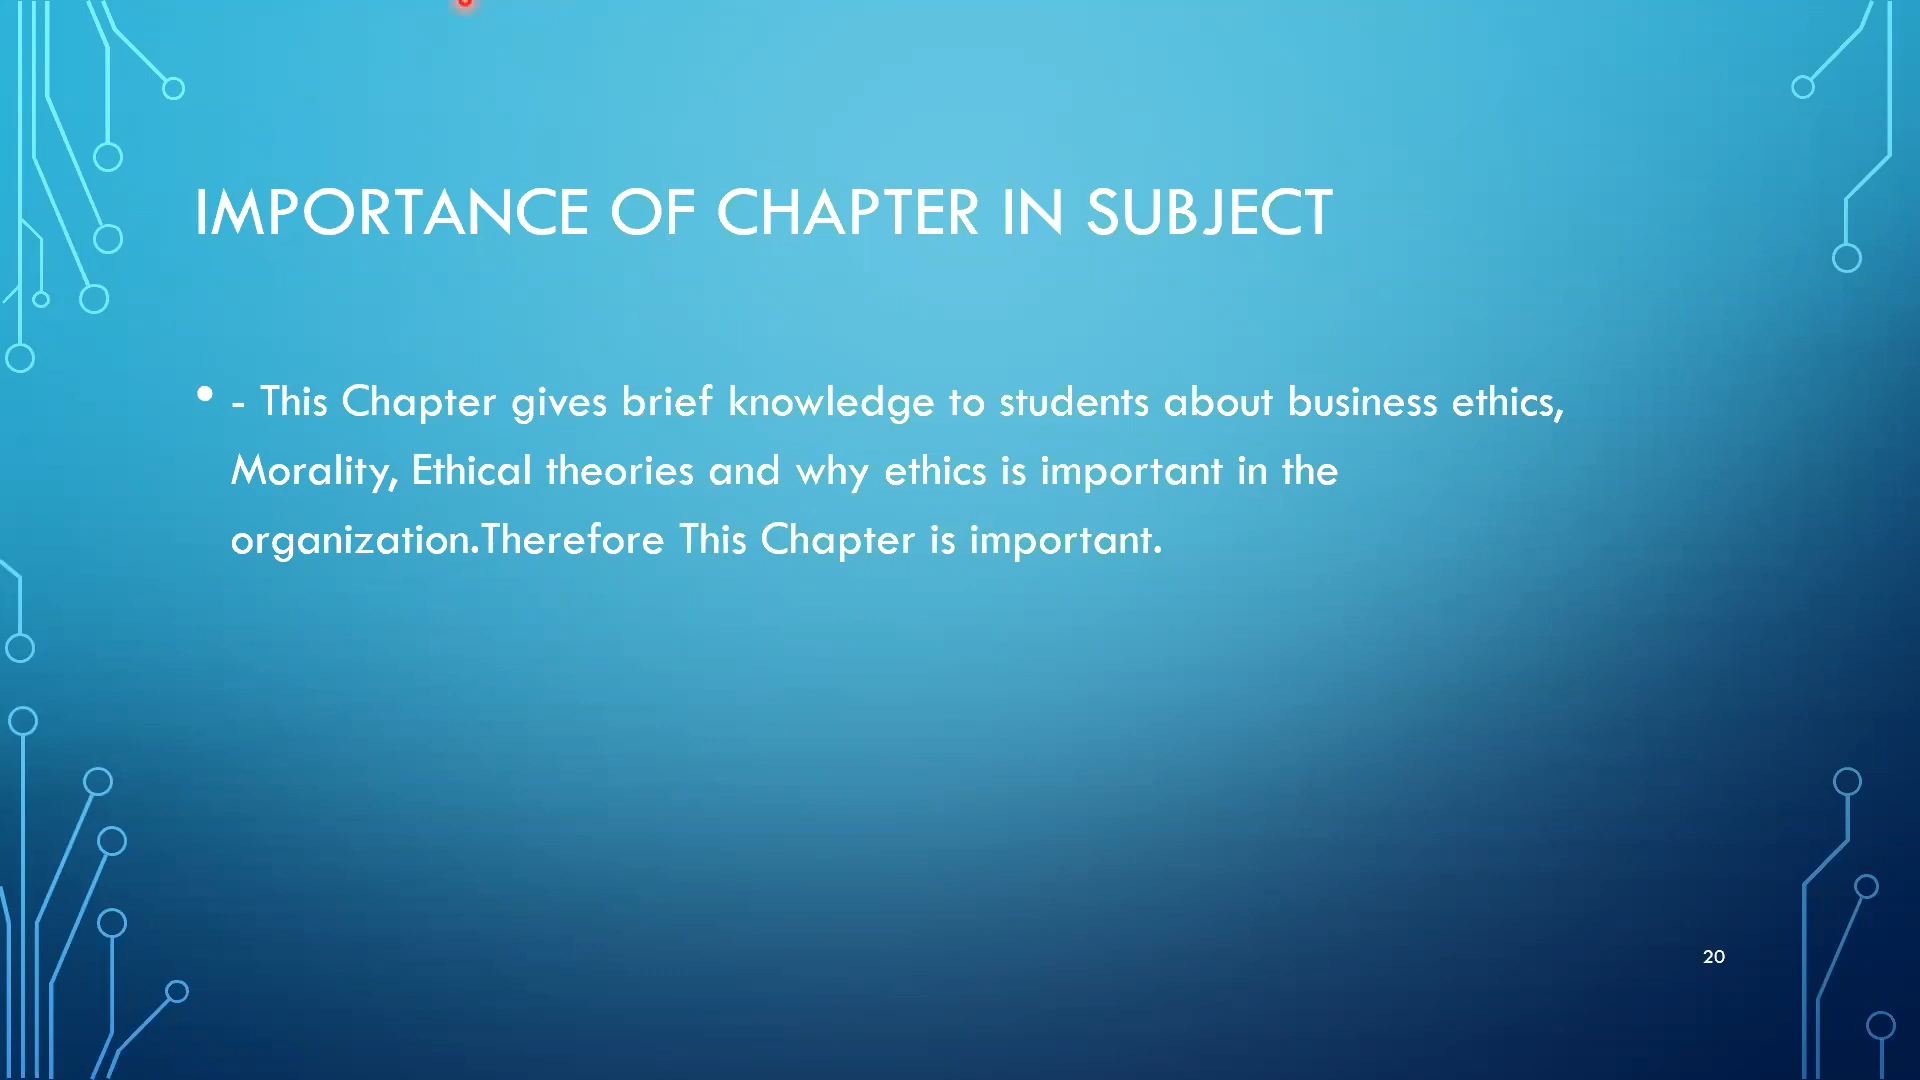 IMPORTANCE OF CHAPTER IN SUBJECT
• - This Chapter gives brief knowledge to students about business ethics,
Morality, Ethical theories and why ethics is important in the
organization.Therefore This Chapter is important.
20